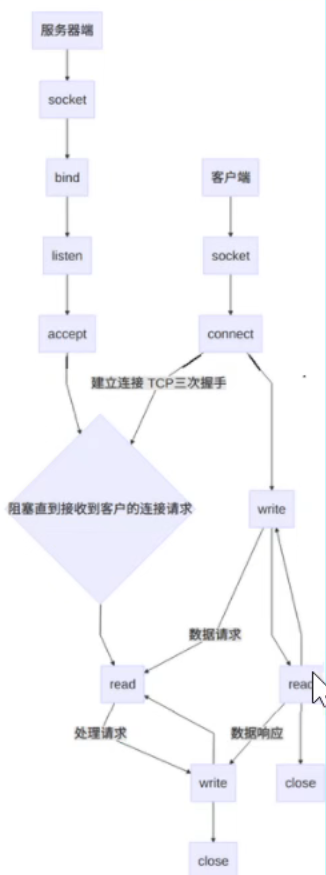 服务器端
socket
bind
客户端
listen
socket
accept
connect
建立连接 TCP三次握手
阻塞直到接收到客户的连接请求
write
数据请求
read
read
处理请求
数据响应
write
close
close